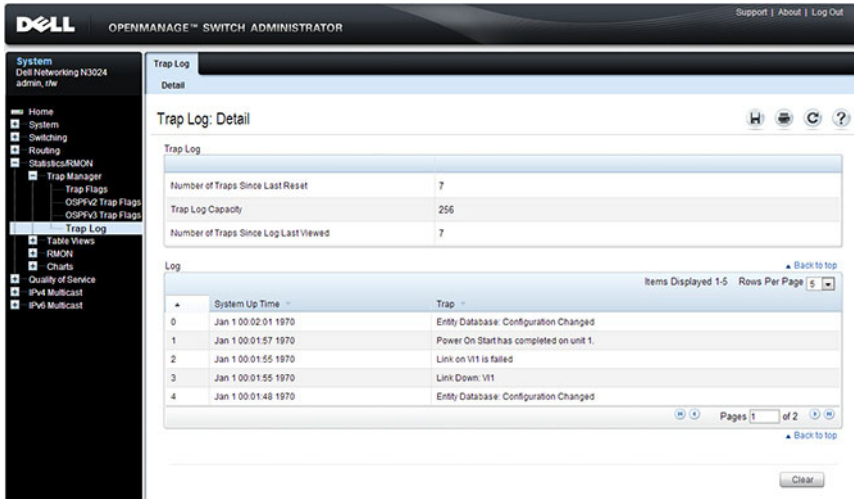 Support | About | Log Out
DELL
OPENMANAGE™ SWITCH ADMINISTRATOR
System
Dell Networking N3024
admin, r/w
Home
System
Switching
Routing
Statistics/RMON
Trap Manager
Trap Flags
OSPFv2 Trap Flags
OSPFv3 Trap Flags
Trap Log
Table Views
RMON
Charts
Quality of Service
IPv4 Multicast
IPv6 Multicast
Trap Log
Detail
Trap Log: Detail
?
Trap Log
Number of Traps Since Last Reset 7
Trap Log Capacity 256
Number of Traps Since Log Last Viewed 7
Back to top
Log
Items Displayed 1-5 Rows Per Page 5
System Up Time Trap
0 Jan 1 00:02:01 1970 Entity Database: Configuration Changed
1 Jan 1 00:01:57 1970 Power On Start has completed on unit 1.
2 Jan 1 00:01:55 1970 Link on Vl1 is failed
3 Jan 1 00:01:55 1970 Link Down: Vl1
4 Jan 1 00:01:48 1970 Entity Database: Configuration Changed
Pages 1 of 2
Back to top
Clear